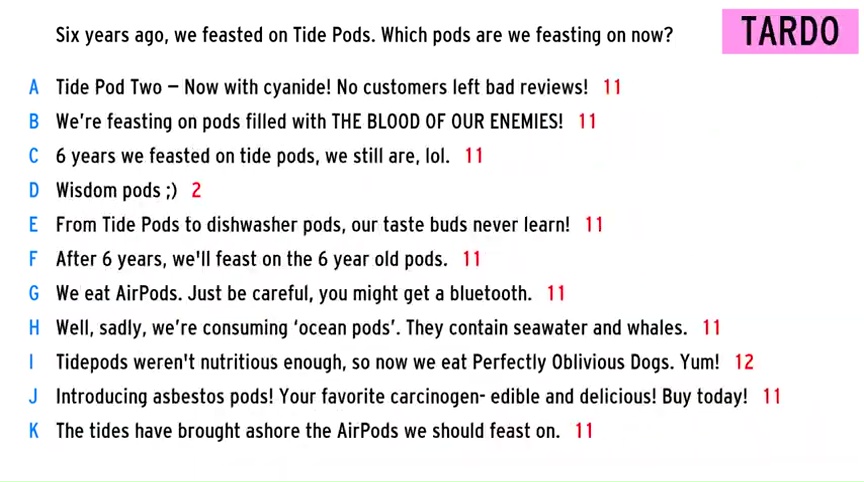 Six years ago, we feasted on Tide Pods. Which pods are we feasting on now?
TARDO
A Tide Pod Two – Now with cyanide! No customers left bad reviews! 11
B We're feasting on pods filled with THE BLOOD OF OUR ENEMIES! 11
C 6 years we feasted on tide pods, we still are, lol. 11
D Wisdom pods ;) 2
E From Tide Pods to dishwasher pods, our taste buds never learn! 11
F After 6 years, we'll feast on the 6 year old pods. 11
G We eat AirPods. Just be careful, you might get a bluetooth. 11
H Well, sadly, we're consuming ‘ocean pods’. They contain seawater and whales. 11
I Tidepods weren't nutritious enough, so now we eat Perfectly Oblivious Dogs. Yum! 12
J Introducing asbestos pods! Your favorite carcinogen- edible and delicious! Buy today! 11
K The tides have brought ashore the AirPods we should feast on. 11